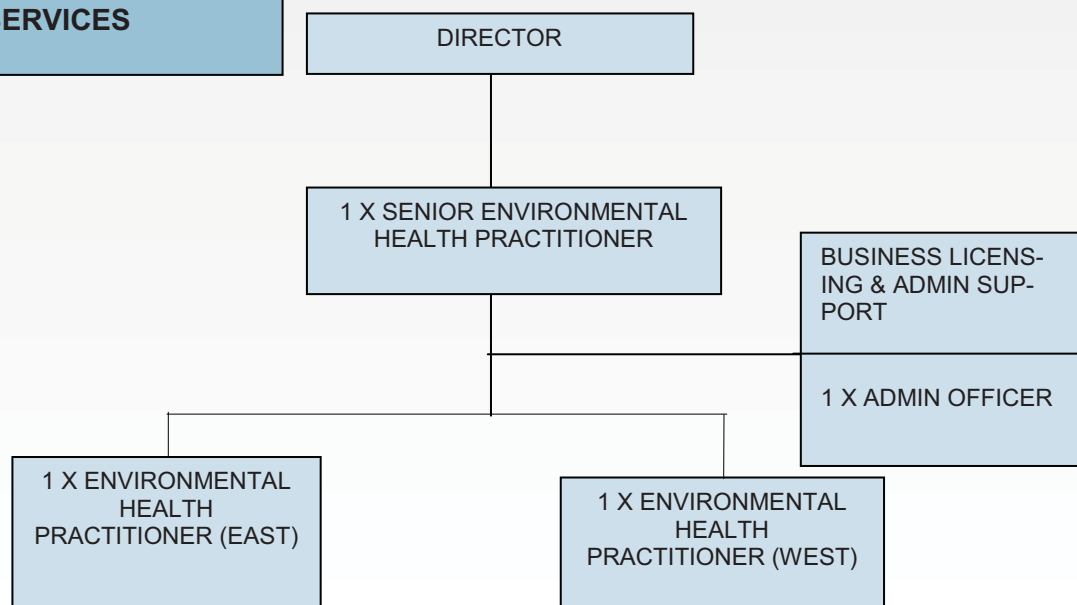 SERVICES
DIRECTOR
1 X SENIOR ENVIRONMENTAL
HEALTH PRACTITIONER
BUSINESS LICENS-
ING & ADMIN SUP-
PORT
1 X ADMIN OFFICER
1 X ENVIRONMENTAL
HEALTH
PRACTITIONER (EAST)
1 X ENVIRONMENTAL
HEALTH
PRACTITIONER (WEST)